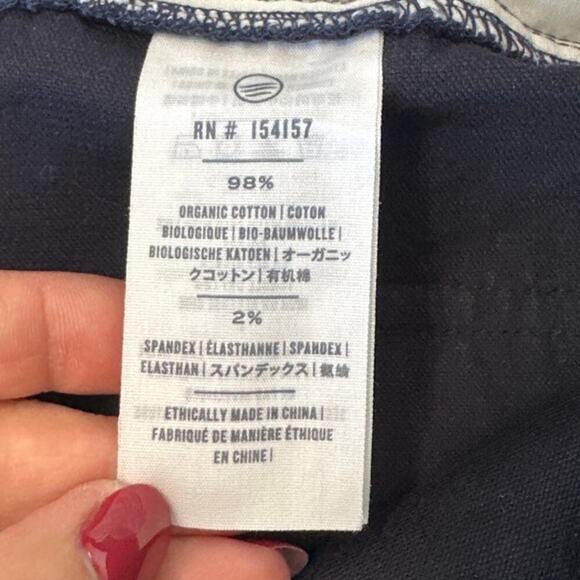 RN # 154157
98%
ORGANIC COTTON | COTON
BIOLOGIQUE | BIO-BAUMWOLLE |
BIOLOGISCHE KATOEN | オーガニッ
クコットン | 有机棉
2%
SPANDEX | ÉLASTHANNE | SPANDEX |
ELASTHAN | スパンデックス |
ETHICALLY MADE IN CHINA |
FABRIQUÉ DE MANIÈRE ÉTHIQUE
EN CHINE |